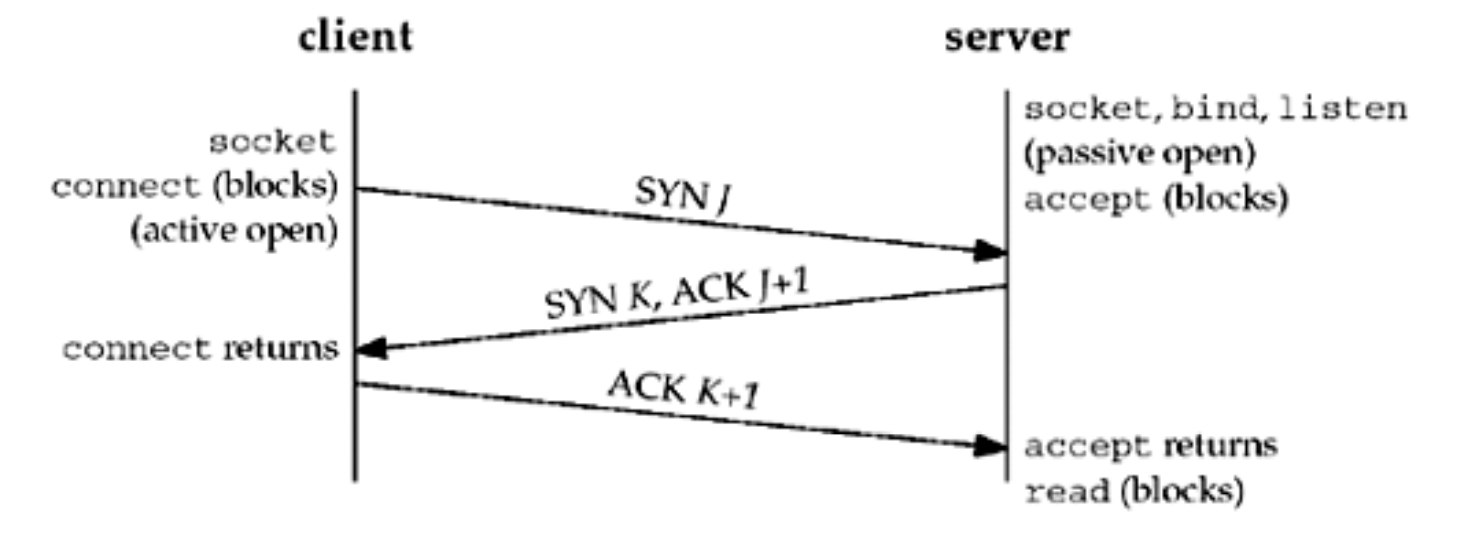 client
server
socket
connect (blocks)
(active open)
socket, bind, listen
(passive open)
accept (blocks)
SYN J
SYN K, ACK J+1
connect returns
ACK K+1
accept returns
read (blocks)